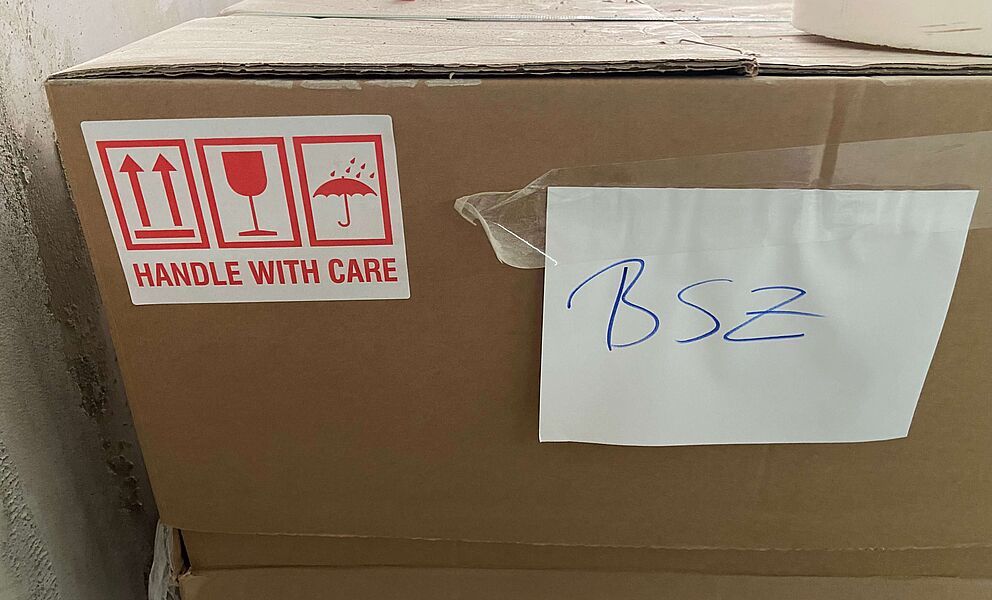 HANDLE WITH CARE
BSZ